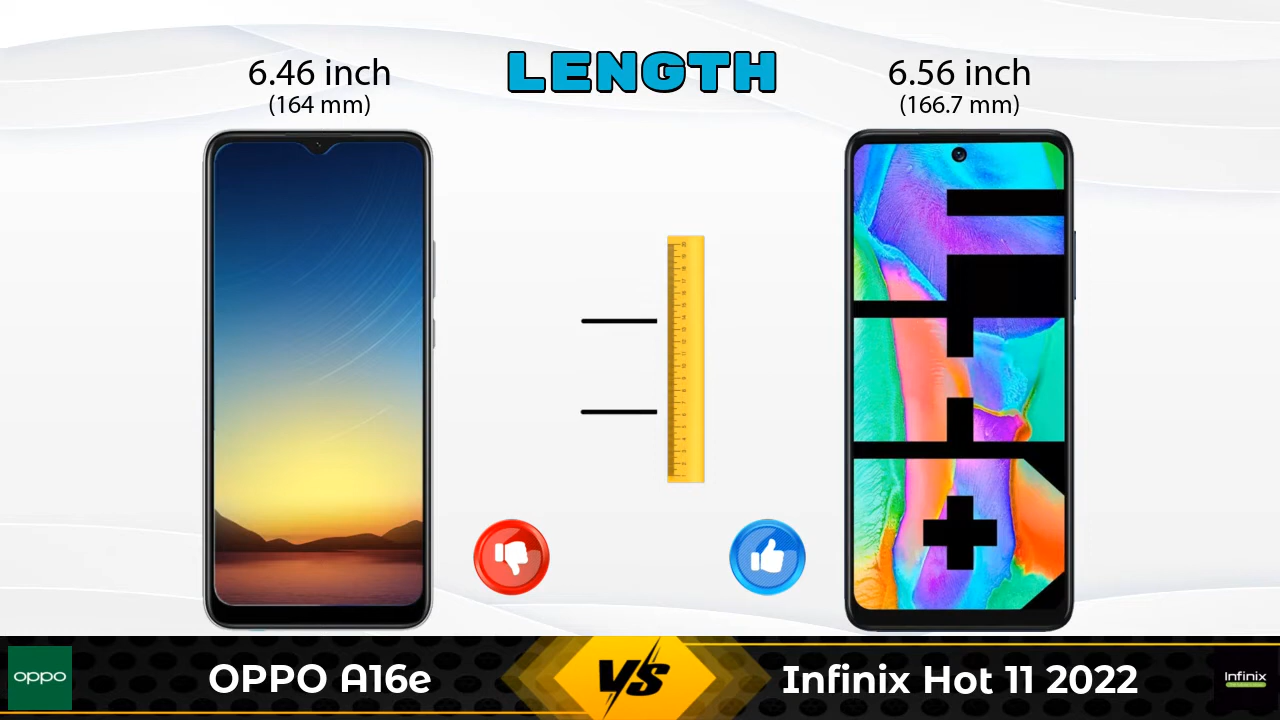 LENGTH
6.46 inch
(164 mm)
6.56 inch
(166.7 mm)
oppo
OPPO A16e
VS
Infinix Hot 11 2022
Infinix